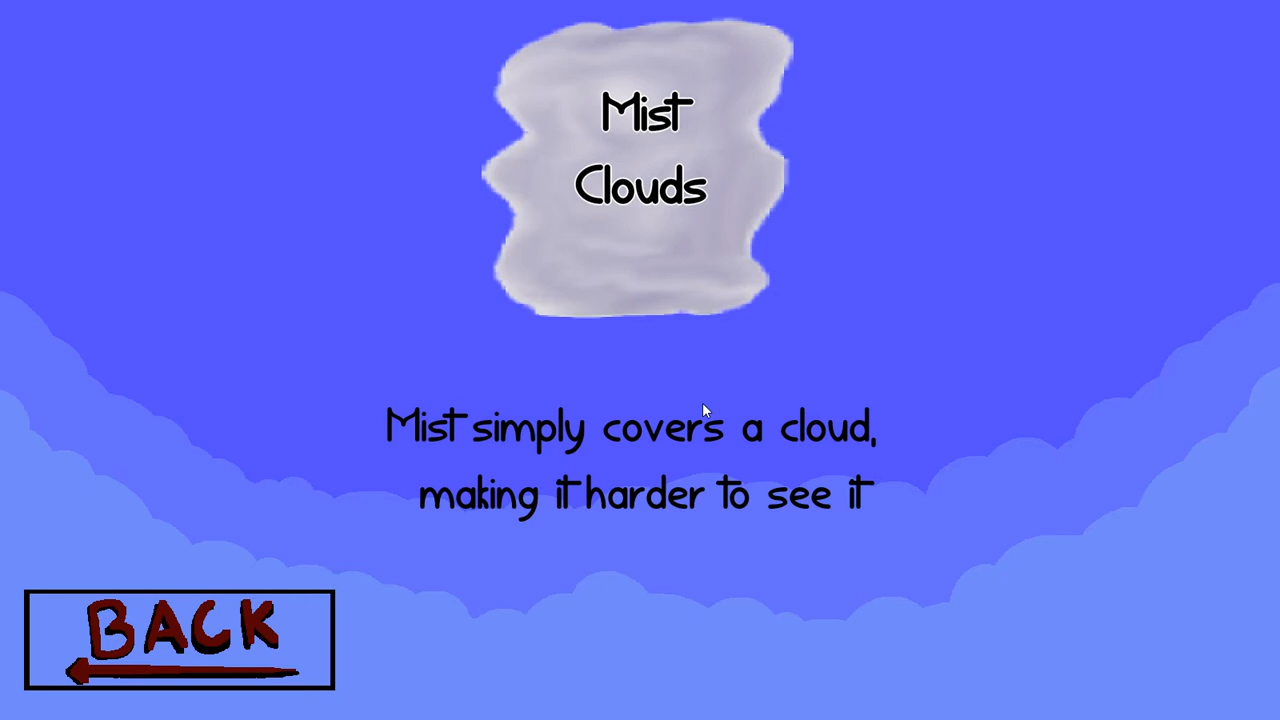 Mist
Clouds
Mist simply covers a cloud,
making it harder to see it
BACK